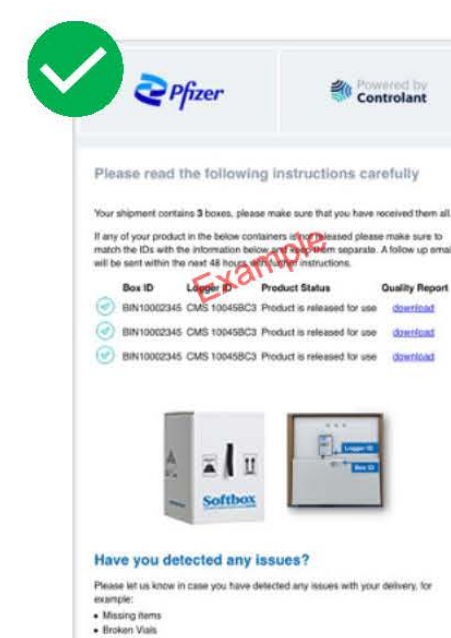 Pfizer
Powered by
Controlant
Please read the following instructions carefully
Your shipment contains 3 boxes, please make sure that you have received them all.
If any of your product in the below containers is not released please make sure to
match the IDs with the information below and keep them separate. A follow up email
will be sent within the next 48 hours with further instructions.
Example
Box ID Logger ID Product Status Quality Report
BIN10002345 CMS 10045BC3 Product is released for use download
BIN10002345 CMS 10045BC3 Product is released for use download
BIN10002345 CMS 10045BC3 Product is released for use download
Softbox
Logger ID
Box ID
Have you detected any issues?
Please let us know in case you have detected any issues with your delivery, for
example:
• Missing items
• Broken Vials